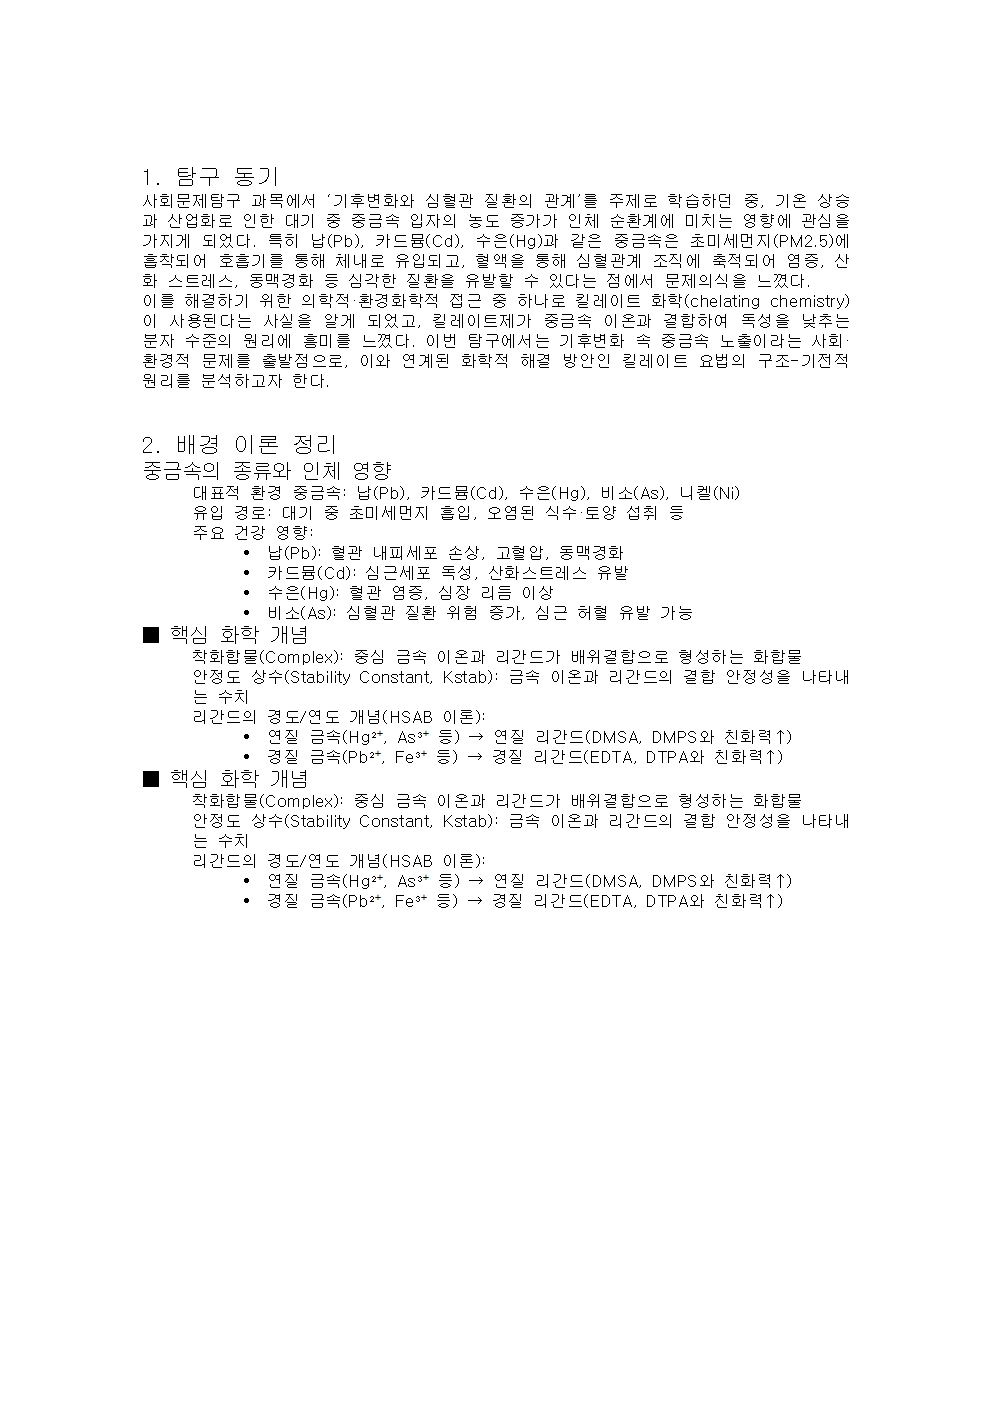 1. 탐구 동기
사회문제탐구 과목에서 ‘기후변화와 심혈관 질환의 관계’를 주제로 학습하던 중, 기온 상승
과 산업화로 인한 대기 중 중금속 입자의 농도 증가가 인체 순환계에 미치는 영향에 관심을
가지게 되었다. 특히 납(Pb), 카드뮴(Cd), 수은(Hg)과 같은 중금속은 초미세먼지(PM2.5)에
흡착되어 호흡기를 통해 체내로 유입되고, 혈액을 통해 심혈관계 조직에 축적되어 염증, 산
화 스트레스, 동맥경화 등 심각한 질환을 유발할 수 있다는 점에서 문제의식을 느꼈다.
이를 해결하기 위한 의학적·환경화학적 접근 중 하나로 킬레이트 화학(chelating chemistry)
이 사용된다는 사실을 알게 되었고, 킬레이트제가 중금속 이온과 결합하여 독성을 낮추는
분자 수준의 원리에 흥미를 느꼈다. 이번 탐구에서는 기후변화 속 중금속 노출이라는 사회·
환경적 문제를 출발점으로, 이와 연계된 화학적 해결 방안인 킬레이트 요법의 구조-기전적
원리를 분석하고자 한다.
2. 배경 이론 정리
중금속의 종류와 인체 영향
대표적 환경 중금속: 납(Pb), 카드뮴(Cd), 수은(Hg), 비소(As), 니켈(Ni)
유입 경로: 대기 중 초미세먼지 흡입, 오염된 식수·토양 섭취 등
주요 건강 영향:
• 납(Pb): 혈관 내피세포 손상, 고혈압, 동맥경화
• 카드뮴(Cd): 심근세포 독성, 산화스트레스 유발
• 수은(Hg): 혈관 염증, 심장 리듬 이상
• 비소(As): 심혈관 질환 위험 증가, 심근 허혈 유발 가능
■ 핵심 화학 개념
착화합물(Complex): 중심 금속 이온과 리간드가 배위결합으로 형성하는 화합물
안정도 상수(Stability Constant, Kstab): 금속 이온과 리간드의 결합 안정성을 나타내
는 수치
리간드의 경도/연도 개념(HSAB 이론):
• 연질 금속(Hg²⁺, As³⁺ 등) → 연질 리간드(DMSA, DMPS와 친화력↑)
• 경질 금속(Pb²⁺, Fe³⁺ 등) → 경질 리간드(EDTA, DTPA와 친화력↑)
■ 핵심 화학 개념
착화합물(Complex): 중심 금속 이온과 리간드가 배위결합으로 형성하는 화합물
안정도 상수(Stability Constant, Kstab): 금속 이온과 리간드의 결합 안정성을 나타내
는 수치
리간드의 경도/연도 개념(HSAB 이론):
• 연질 금속(Hg²⁺, As³⁺ 등) → 연질 리간드(DMSA, DMPS와 친화력↑)
• 경질 금속(Pb²⁺, Fe³⁺ 등) → 경질 리간드(EDTA, DTPA와 친화력↑)